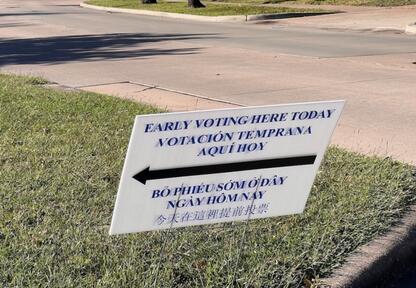 EARLY VOTING HERE TODAY
VOTACIÓN TEMPRANA
AQUÍ HOY
BỎ PHIẾU SỚM Ở ĐÂY
NGÀY HÔM NAY
今天在這裡提前投票